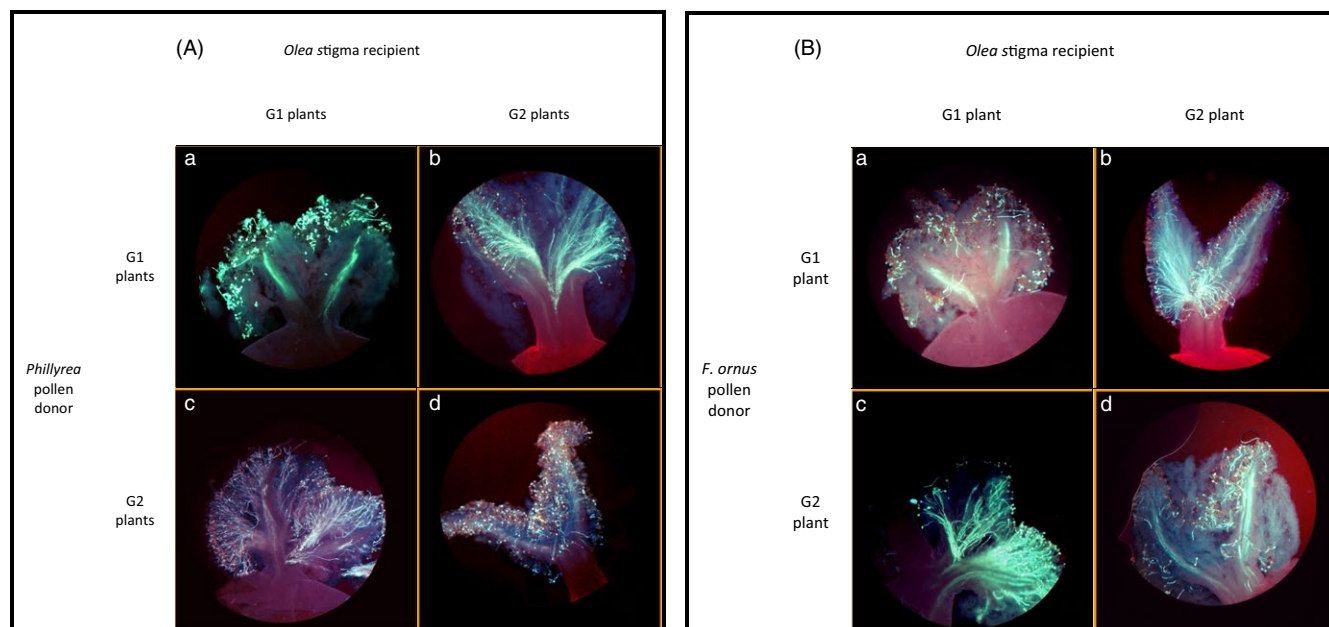 (A)
Olea stigma recipient
G1 plants
G2 plants
a
b
G1
plants
Phillyrea
pollen
donor
c
d
G2
plants
(B)
Olea stigma recipient
G1 plant
G2 plant
a
b
G1
plant
F. ornus
pollen
donor
c
d
G2
plant